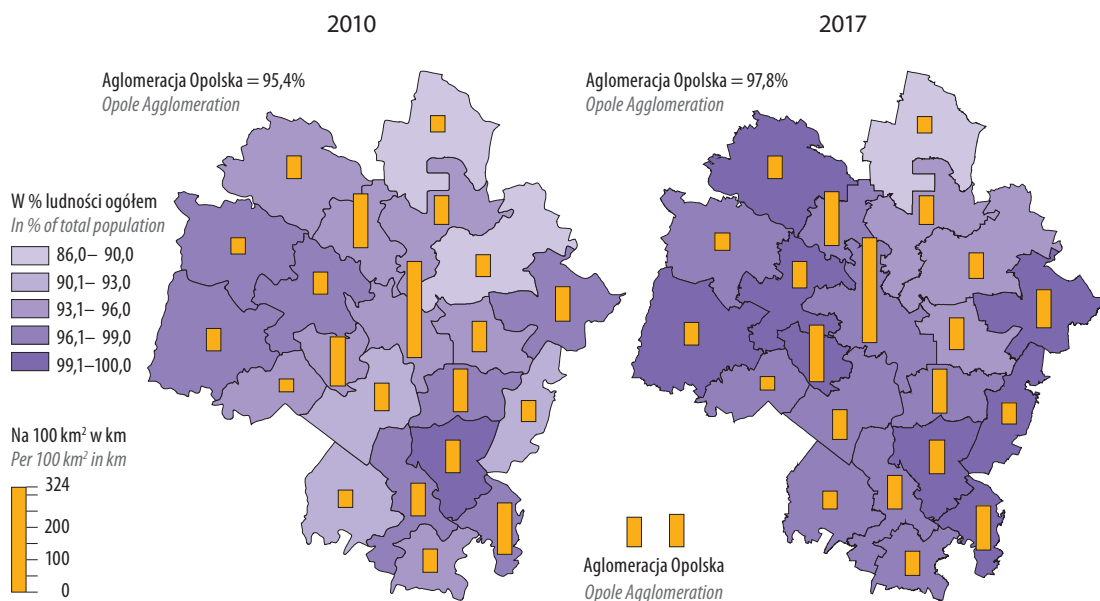 2010
2017
Aglomeracja Opolska = 95,4%
Opole Agglomeration
Aglomeracja Opolska = 97,8%
Opole Agglomeration
W % ludności ogółem
In % of total population
86,0– 90,0
90,1– 93,0
93,1– 96,0
96,1– 99,0
99,1–100,0
Na 100 km² w km
Per 100 km² in km
324
200
100
0
Aglomeracja Opolska
Opole Agglomeration